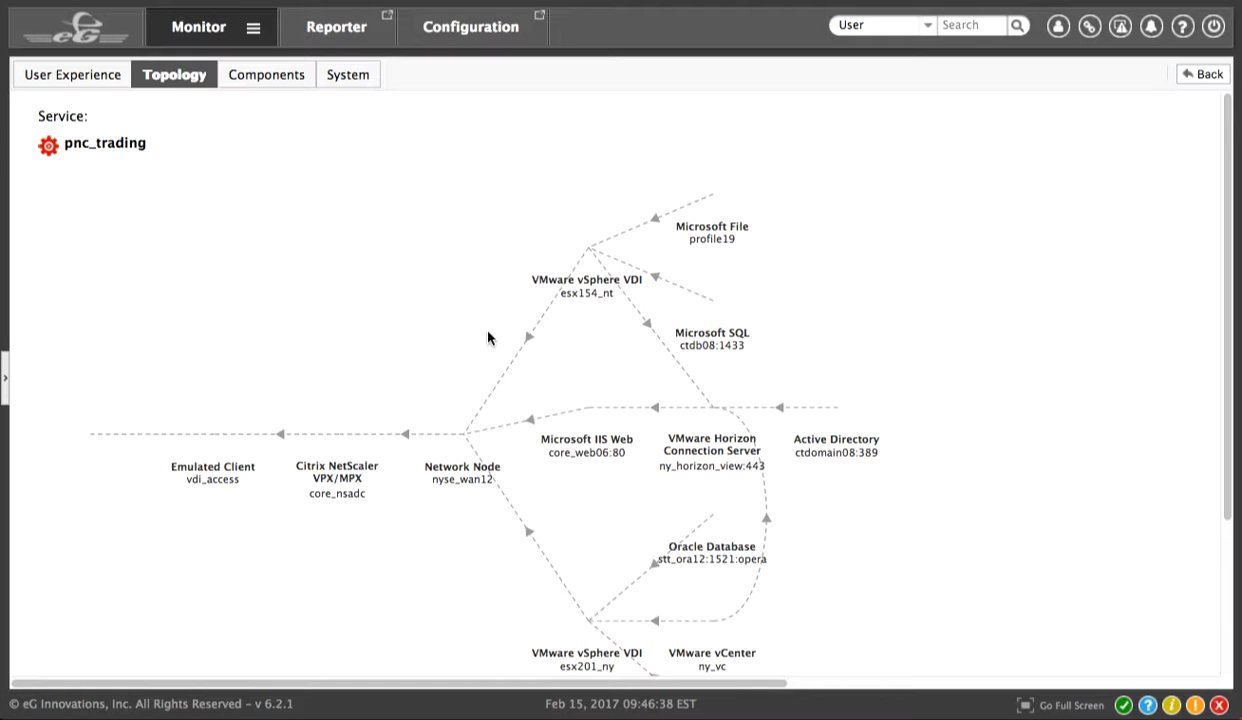 eG
Monitor
Reporter
Configuration
User
Search
User Experience
Topology
Components
System
Back
Service:
pnc_trading
Microsoft File
profile19
VMware vSphere VDI
esx154_nt
Microsoft SQL
ctdb08:1433
Microsoft IIS Web
core_web06:80
VMware Horizon
Connection Server
ny_horizon_view:443
Active Directory
ctdomain08:389
Emulated Client
vdi_access
Citrix NetScaler
VPX/MPX
core_nsadc
Network Node
nyse_wan12
Oracle Database
stt_ora12:1521:opera
VMware vSphere VDI
esx201_ny
VMware vCenter
ny_vc
© eG Innovations, Inc. All Rights Reserved - v 6.2.1
Feb 15, 2017 09:46:38 EST
Go Full Screen